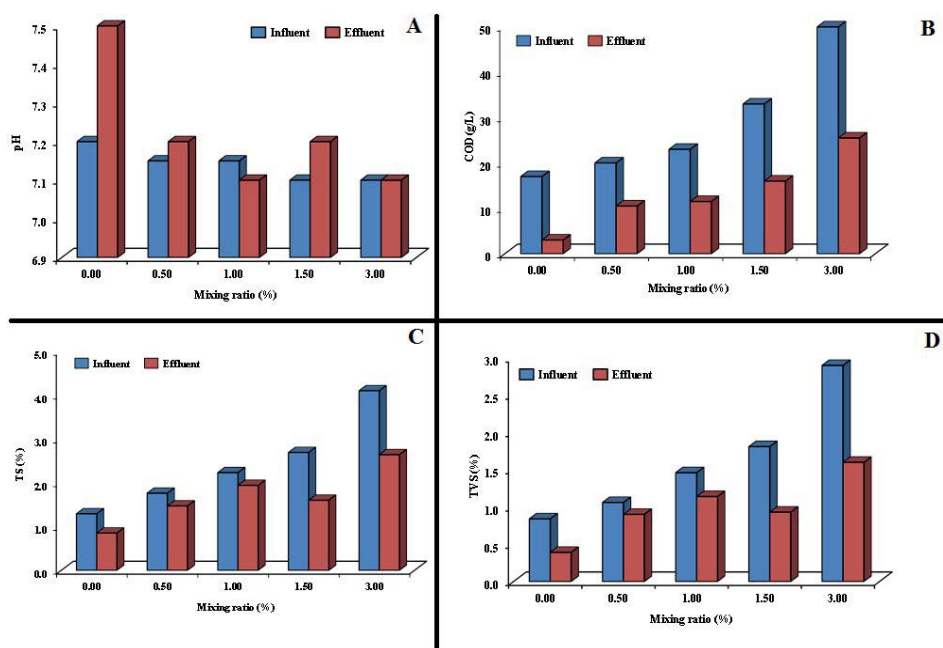 A
Influent Effluent
7.5
7.4
7.3
7.2
7.1
7.0
6.9
pH
0.00 0.50 1.00 1.50 3.00
Mixing ratio (%)
B
Influent Effluent
50
40
30
20
10
0
COD (g/L)
0.00 0.50 1.00 1.50 3.00
Mixing ratio (%)
C
Influent Effluent
5.0
4.0
3.0
2.0
1.0
0.0
TS (%)
0.00 0.50 1.00 1.50 3.00
Mixing ratio (%)
D
Influent Effluent
3.0
2.5
2.0
1.5
1.0
0.5
0.0
TVS (%)
0.00 0.50 1.00 1.50 3.00
Mixing ratio (%)